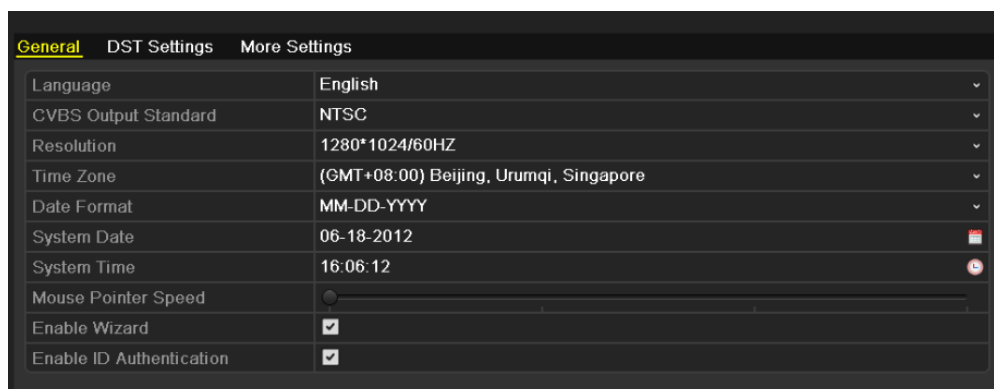 General DST Settings More Settings
Language English
CVBS Output Standard NTSC
Resolution 1280*1024/60HZ
Time Zone (GMT+08:00) Beijing, Urumqi, Singapore
Date Format MM-DD-YYYY
System Date 06-18-2012
System Time 16:06:12
Mouse Pointer Speed
Enable Wizard
Enable ID Authentication